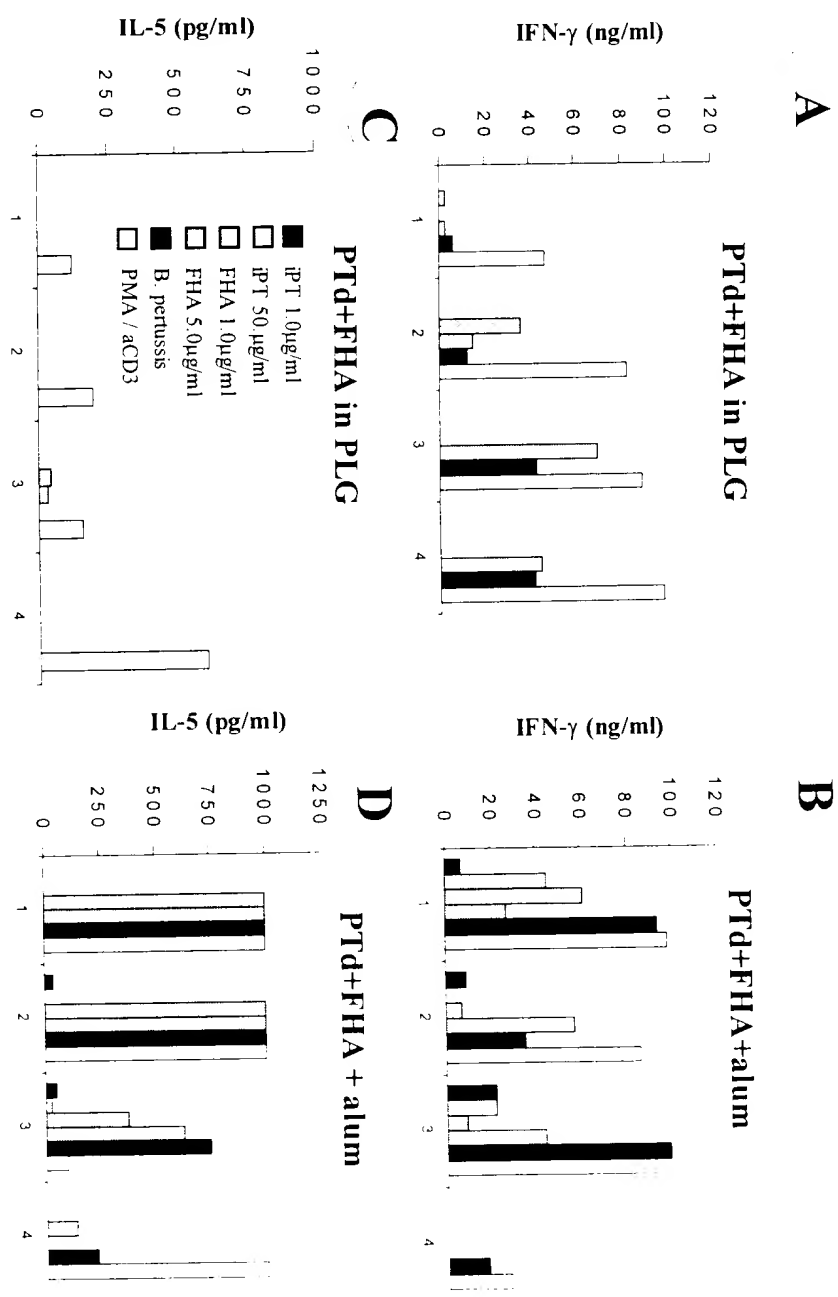 A
PTd+FHA in PLG
IFN-γ (ng/ml)
120
100
80
60
40
20
0
1 2 3 4
B
PTd+FHA+alum
IFN-γ (ng/ml)
120
100
80
60
40
20
0
1 2 3 4
C
PTd+FHA in PLG
IL-5 (pg/ml)
1000
750
500
250
0
1 2 3 4
iPT 1.0µg/ml
iPT 50.µg/ml
FHA 1.0µg/ml
FHA 5.0µg/ml
B. pertussis
PMA / aCD3
D
PTd+FHA + alum
IL-5 (pg/ml)
1250
1000
750
500
250
0
1 2 3 4